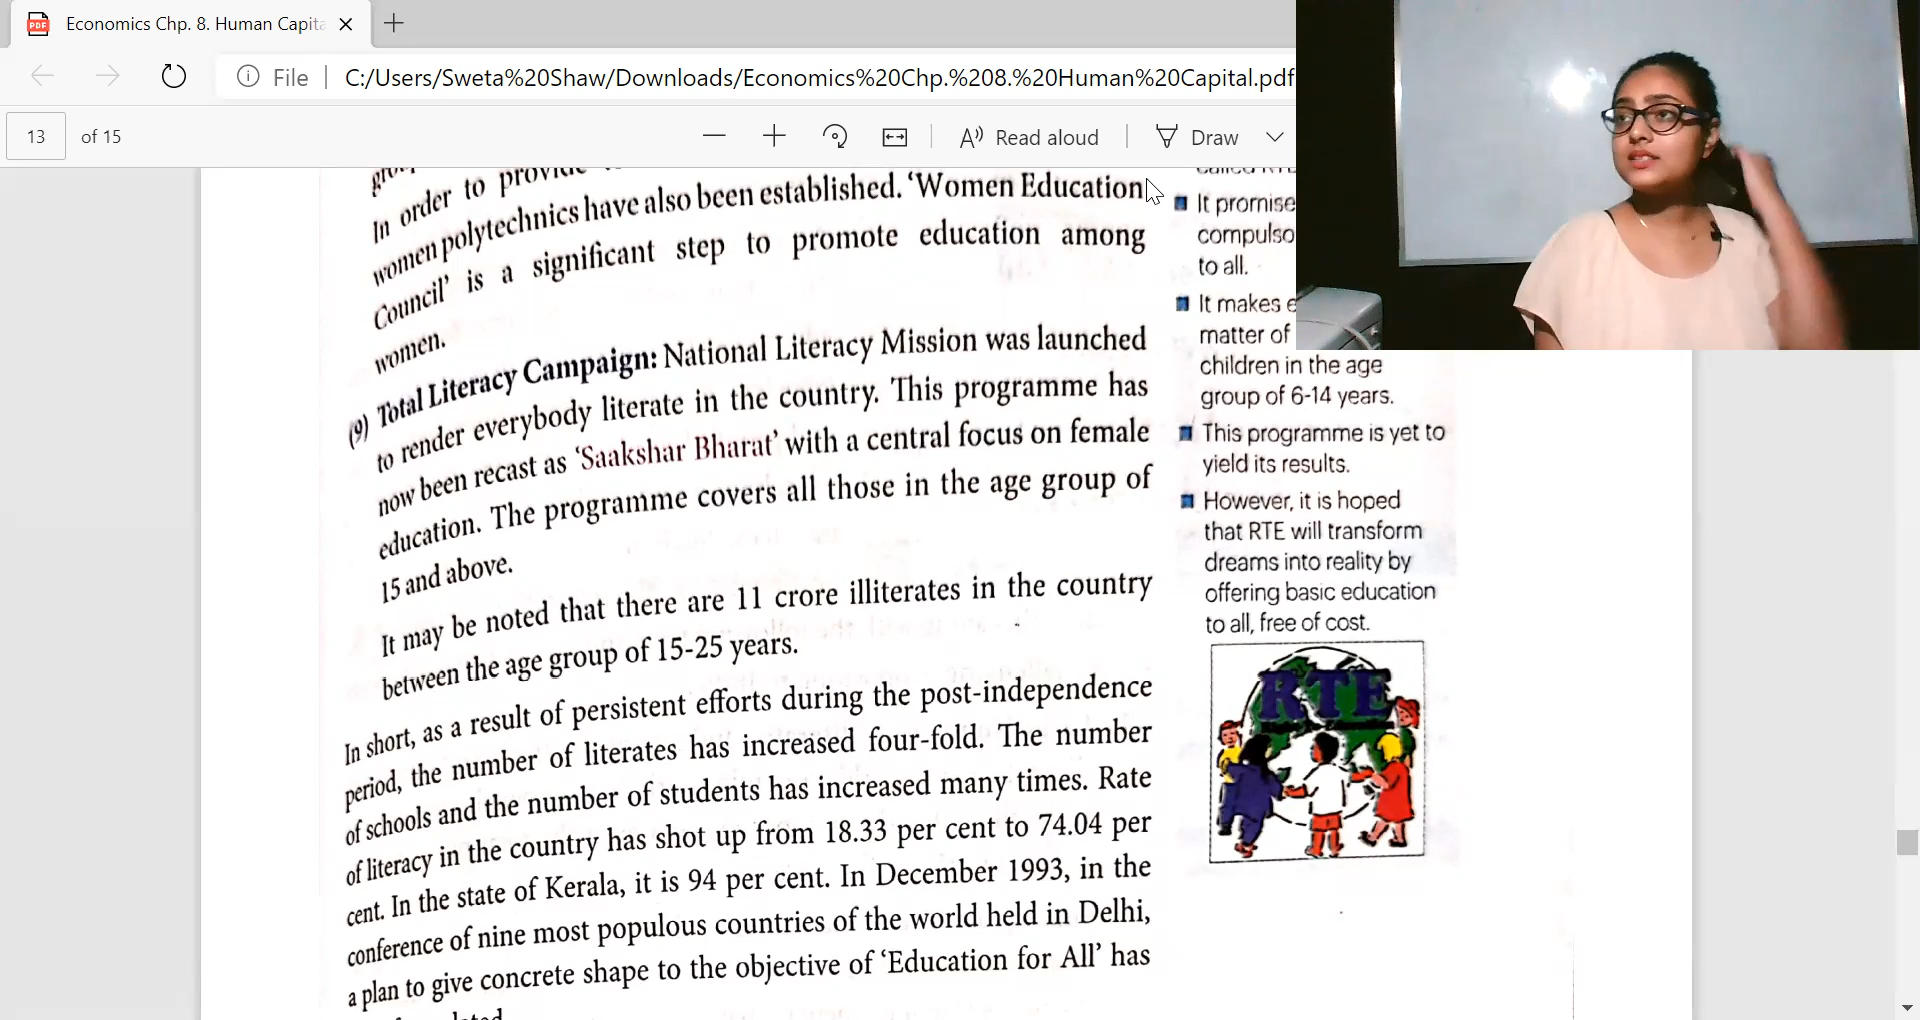 PDF
Economics Chp. 8. Human Capita
File
C:/Users/Sweta%20Shaw/Downloads/Economics%20Chp.%208.%20Human%20Capital.pdf
13 of 15
Read aloud
Draw
In order to
women polytechnics have also been established. ‘Women Education
Council’ is a significant step to promote education among
women.
(9) Total Literacy Campaign: National Literacy Mission was launched
to render everybody literate in the country. This programme has
now been recast as ‘Saakshar Bharat’ with a central focus on female
education. The programme covers all those in the age group of
15 and above.
It may be noted that there are 11 crore illiterates in the country
between the age group of 15-25 years.
In short, as a result of persistent efforts during the post-independence
period, the number of literates has increased four-fold. The number
of schools and the number of students has increased many times. Rate
of literacy in the country has shot up from 18.33 per cent to 74.04 per
cent. In the state of Kerala, it is 94 per cent. In December 1993, in the
conference of nine most populous countries of the world held in Delhi,
a plan to give concrete shape to the objective of ‘Education for All’ has
It promise
compulso
to all.
It makes e
matter of
children in the age
group of 6-14 years.
This programme is yet to
yield its results.
However, it is hoped
that RTE will transform
dreams into reality by
offering basic education
to all, free of cost.
RTE